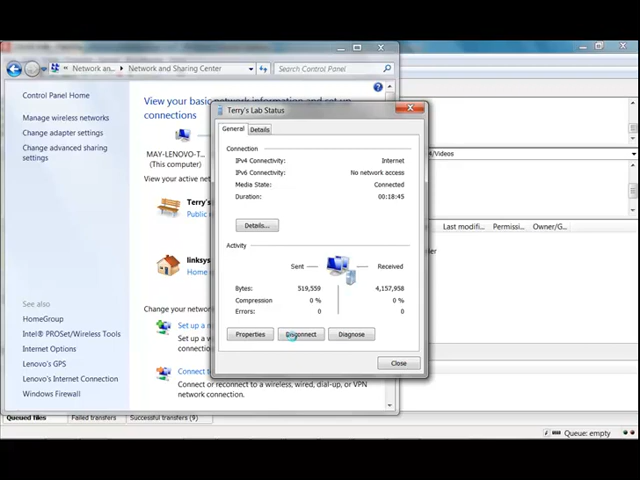 Network an... Network and Sharing Center
Search Control Panel
Control Panel Home
Manage wireless networks
Change adapter settings
Change advanced sharing
settings
See also
HomeGroup
Intel® PROSet/Wireless Tools
Internet Options
Lenovo's GPS
Lenovo's Internet Connection
Windows Firewall
View your basic network information and set up
connections
MAY-LENOVO-T...
(This computer)
View your active net
Terry's
Public
linksys
Home
Change your network
Set up a n
Connect t
Connect or reconnect to a wireless, wired, dial-up, or VPN
network connection.
Terry's Lab Status
General
Details
Connection
IPv4 Connectivity: Internet
IPv6 Connectivity: No network access
Media State: Connected
Duration: 00:18:45
Details...
Activity
Sent
Received
Bytes: 519,559 4,157,958
Compression 0 % 0 %
Errors: 0 0
Properties
Disconnect
Diagnose
Close
4/Videos
Last modifi...
Permissi...
Owner/G...
Queued files
Failed transfers
Successful transfers (9)
Queue: empty